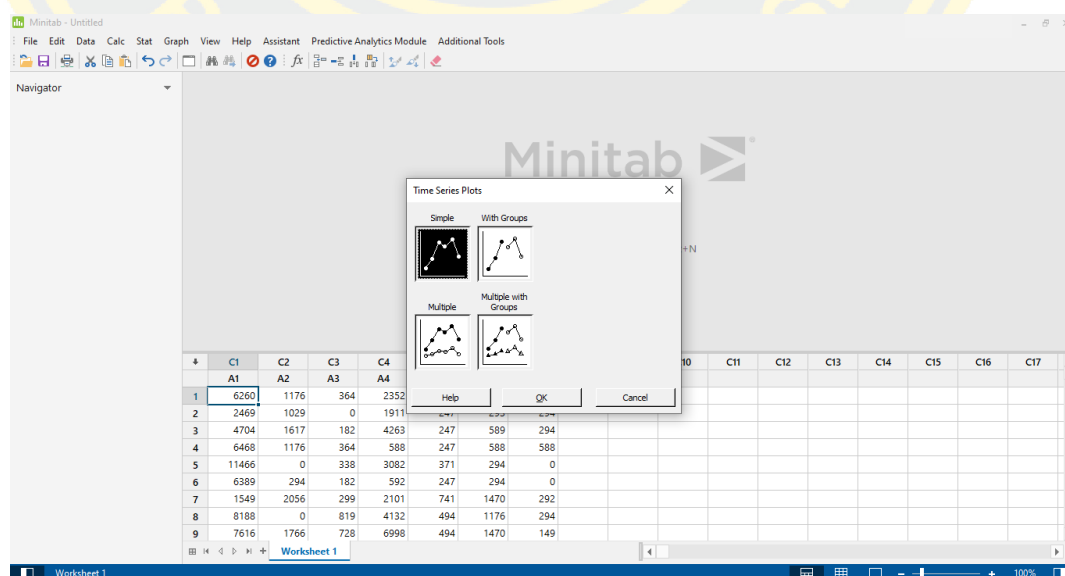 Minitab - Untitled
File Edit Data Calc Stat Graph View Help Assistant Predictive Analytics Module Additional Tools
fx
Navigator
Minitab
Time Series Plots
Simple With Groups
+N
Multiple Multiple with Groups
Help OK Cancel
C1 C2 C3 C4 10 C11 C12 C13 C14 C15 C16 C17
A1 A2 A3 A4
1 6260 1176 364 2352
2 2469 1029 0 1911 247 295 294
3 4704 1617 182 4263 247 589 294
4 6468 1176 364 588 247 588 588
5 11466 0 338 3082 371 294 0
6 6389 294 182 592 247 294 0
7 1549 2056 299 2101 741 1470 292
8 8188 0 819 4132 494 1176 294
9 7616 1766 728 6998 494 1470 149
Worksheet 1
Worksheet 1 100%